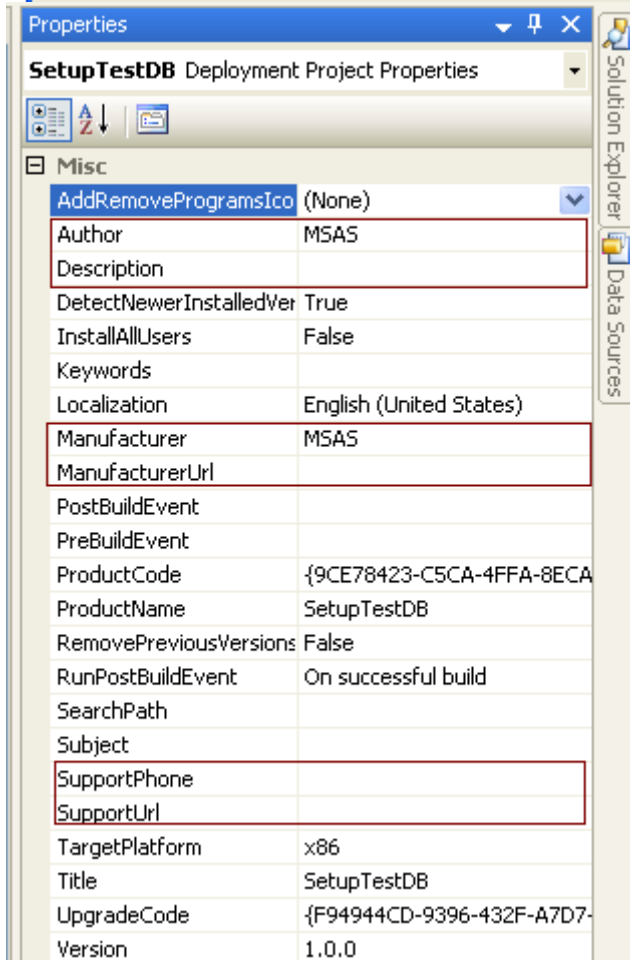 Properties
SetupTestDB Deployment Project Properties
Misc
AddRemoveProgramsIco (None)
Author MSAS
Description
DetectNewerInstalledVer True
InstallAllUsers False
Keywords
Localization English (United States)
Manufacturer MSAS
ManufacturerUrl
PostBuildEvent
PreBuildEvent
ProductCode {9CE78423-C5CA-4FFA-8ECA
ProductName SetupTestDB
RemovePreviousVersions False
RunPostBuildEvent On successful build
SearchPath
Subject
SupportPhone
SupportUrl
TargetPlatform x86
Title SetupTestDB
UpgradeCode {F94944CD-9396-432F-A7D7-
Version 1.0.0
Solution Explorer
Data Sources